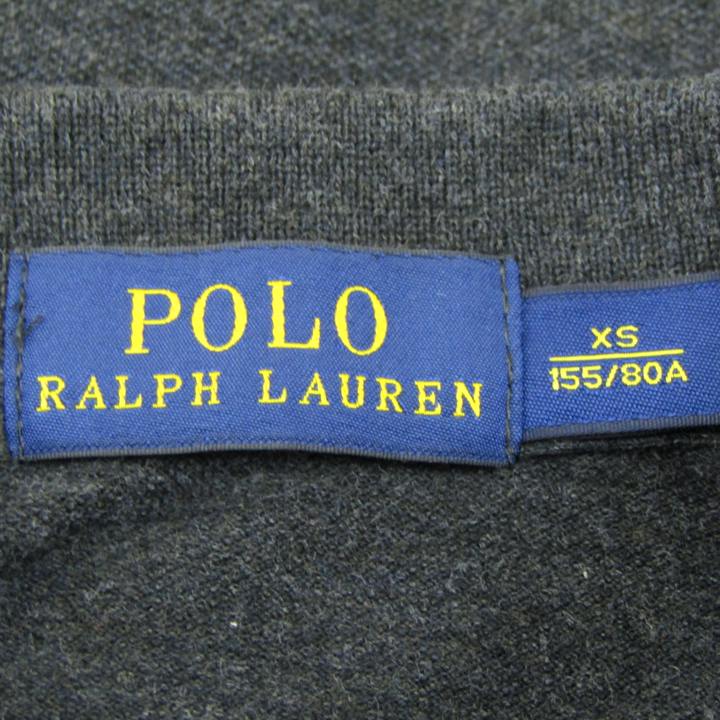 POLO
RALPH LAUREN
XS
155/80A